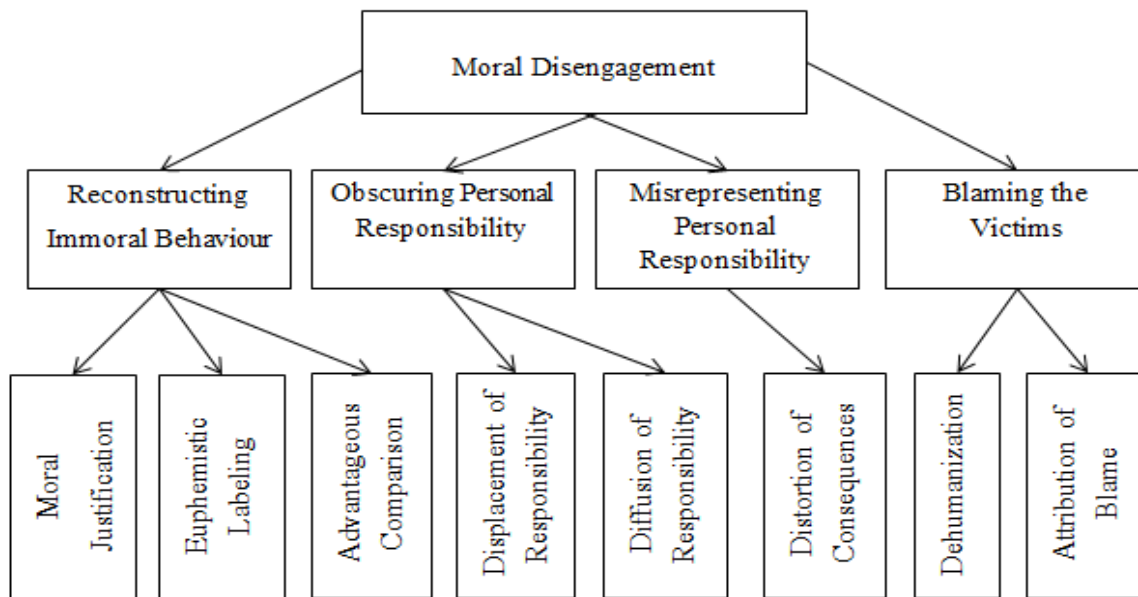 Moral Disengagement
Reconstructing
Immoral Behaviour
Obscuring Personal
Responsibility
Misrepresenting
Personal
Responsibility
Blaming the
Victims
Moral
Justification
Euphemistic
Labeling
Advantageous
Comparison
Displacement of
Responsibility
Diffusion of
Responsibility
Distortion of
Consequences
Dehumanization
Attribution of
Blame